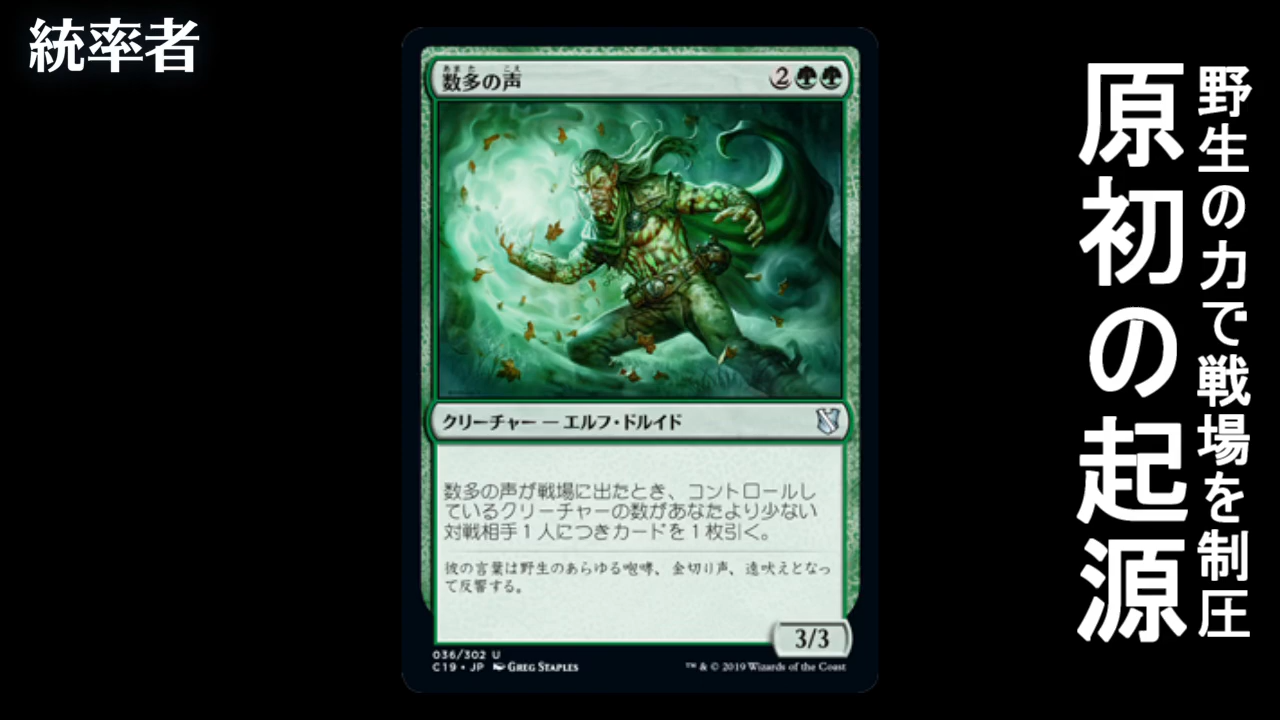 統率者
数多の声
あまた こえ
2
クリーチャー — エルフ・ドルイド
数多の声が戦場に出たとき、コントロールし
ているクリーチャーの数があなたより少ない
対戦相手1人につきカードを1枚引く。
彼の言葉は野生のあらゆる咆哮、金切り声、遠吠えとなっ
て反響する。
3/3
036/302 U
C19 • JP GREG STAPLES
™ & © 2019 Wizards of the Coast
野生の力で戦場を制圧
原初の起源